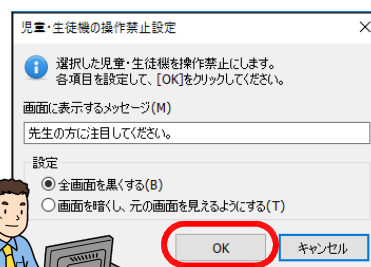 児童・生徒機の操作禁止設定
選択した児童・生徒機を操作禁止にします。
各項目を設定して、[OK]をクリックしてください。
画面に表示するメッセージ(M)
先生の方に注目してください。
設定
全画面を黒くする(B)
画面を暗くし、元の画面を見えるようにする(T)
OK
キャンセル